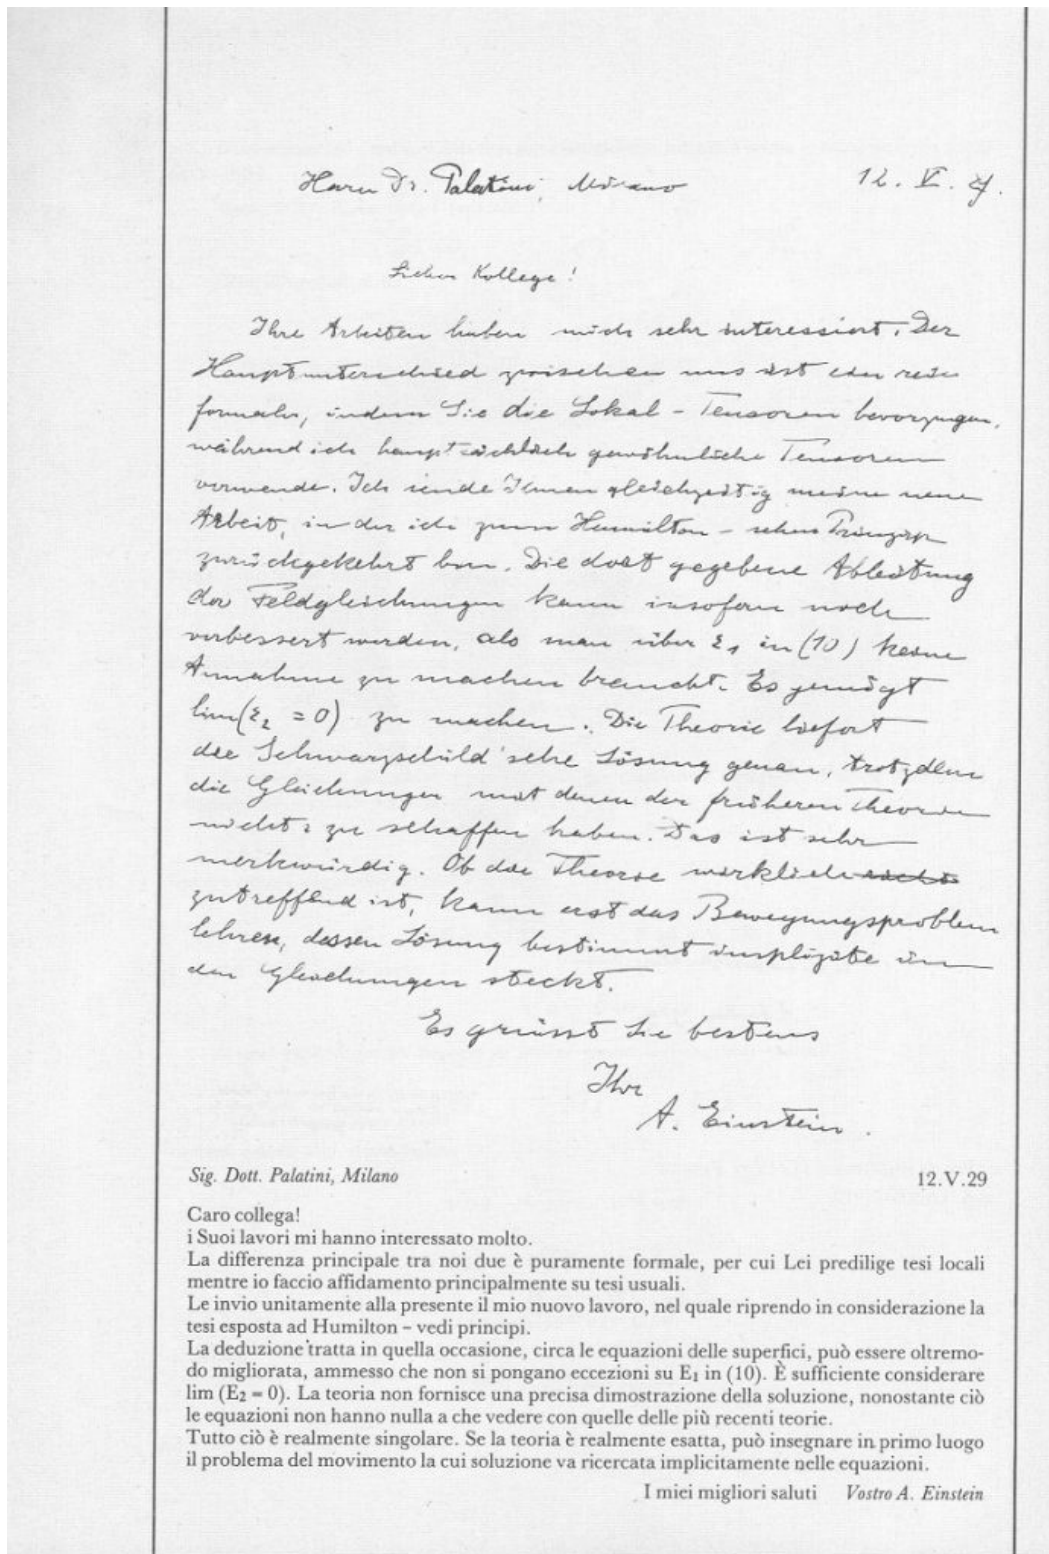 Herrn Dr. Palatini, Milano 12. V. 29.
Lieber Kollege!
Ihre Arbeiten haben mich sehr interessiert. Der
Hauptunterschied zwischen uns ist ein rein
formaler, indem Sie die Lokal-Tensoren bevorzugen,
während ich hauptsächlich gewöhnliche Tensoren
verwende. Ich sende Ihnen gleichzeitig meine neue
Arbeit, in der ich zum Hamilton-schen Prinzip
zurückgekehrt bin. Die dort gegebene Ableitung
der Feldgleichungen kann insofern noch
verbessert werden, als man über ε₁ in (10) keine
Annahme zu machen braucht. Es genügt
lim(ε₂ = 0) zu machen. Die Theorie liefert
die Schwarzschild'sche Lösung genau, trotzdem
die Gleichungen mit denen der früheren Theorie
nichts zu schaffen haben. Das ist sehr
merkwürdig. Ob die Theorie wirklich
zutreffend ist, kann erst das Bewegungsproblem
lehren, dessen Lösung bestimmt implizite in
den Gleichungen steckt.
Es grüsst Sie bestens
Ihr
A. Einstein.
Sig. Dott. Palatini, Milano 12.V.29
Caro collega!
i Suoi lavori mi hanno interessato molto.
La differenza principale tra noi due è puramente formale, per cui Lei predilige tesi locali
mentre io faccio affidamento principalmente su tesi usuali.
Le invio unitamente alla presente il mio nuovo lavoro, nel quale riprendo in considerazione la
tesi esposta ad Humilton – vedi principi.
La deduzione tratta in quella occasione, circa le equazioni delle superfici, può essere oltremo-
do migliorata, ammesso che non si pongano eccezioni su E₁ in (10). È sufficiente considerare
lim (E₂ = 0). La teoria non fornisce una precisa dimostrazione della soluzione, nonostante ciò
le equazioni non hanno nulla a che vedere con quelle delle più recenti teorie.
Tutto ciò è realmente singolare. Se la teoria è realmente esatta, può insegnare in primo luogo
il problema del movimento la cui soluzione va ricercata implicitamente nelle equazioni.
I miei migliori saluti Vostro A. Einstein